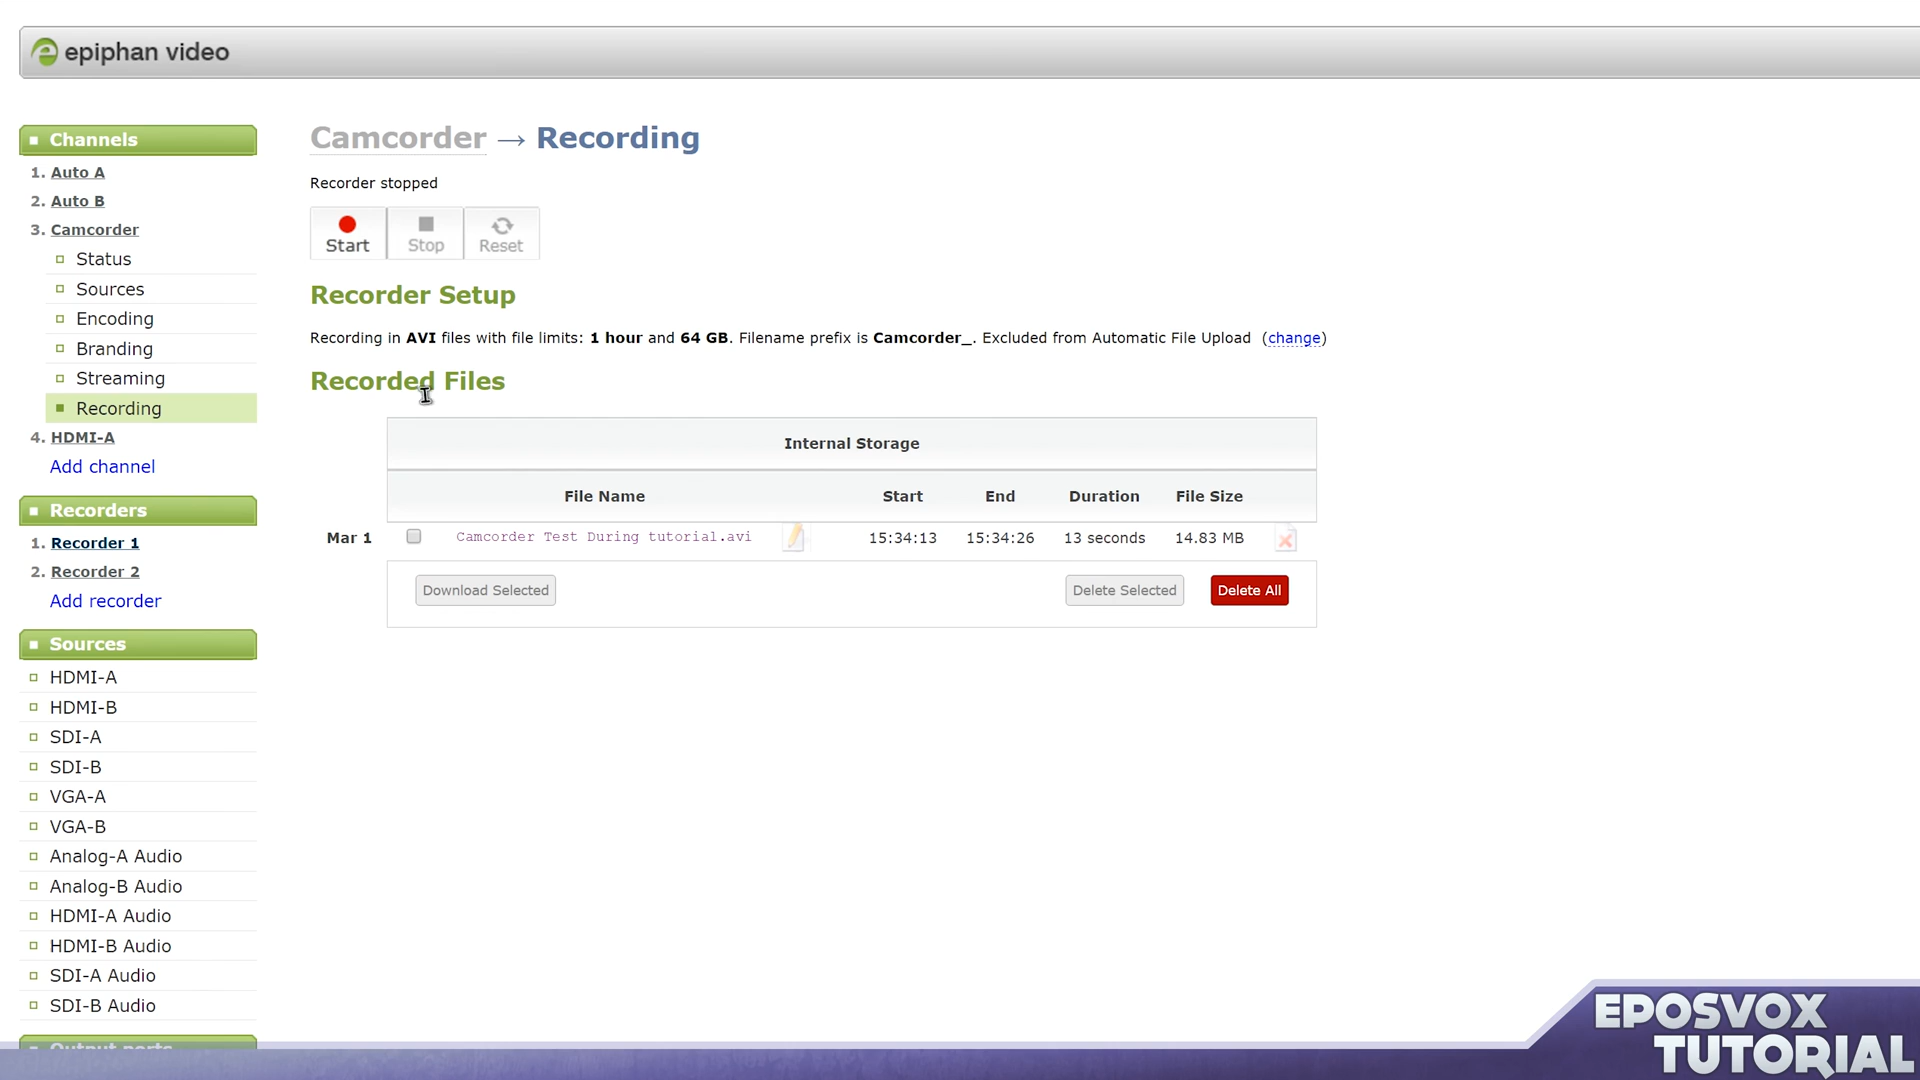 epiphan video
Channels
1. Auto A
2. Auto B
3. Camcorder
Status
Sources
Encoding
Branding
Streaming
Recording
4. HDMI-A
Add channel
Recorders
1. Recorder 1
2. Recorder 2
Add recorder
Sources
HDMI-A
HDMI-B
SDI-A
SDI-B
VGA-A
VGA-B
Analog-A Audio
Analog-B Audio
HDMI-A Audio
HDMI-B Audio
SDI-A Audio
SDI-B Audio
Output ports
Camcorder → Recording
Recorder stopped
Start Stop Reset
Recorder Setup
Recording in AVI files with file limits: 1 hour and 64 GB. Filename prefix is Camcorder_. Excluded from Automatic File Upload (change)
Recorded Files
Internal Storage
File Name Start End Duration File Size
Mar 1 Camcorder Test During tutorial.avi 15:34:13 15:34:26 13 seconds 14.83 MB
Download Selected Delete Selected Delete All
EPOSVOX
TUTORIAL